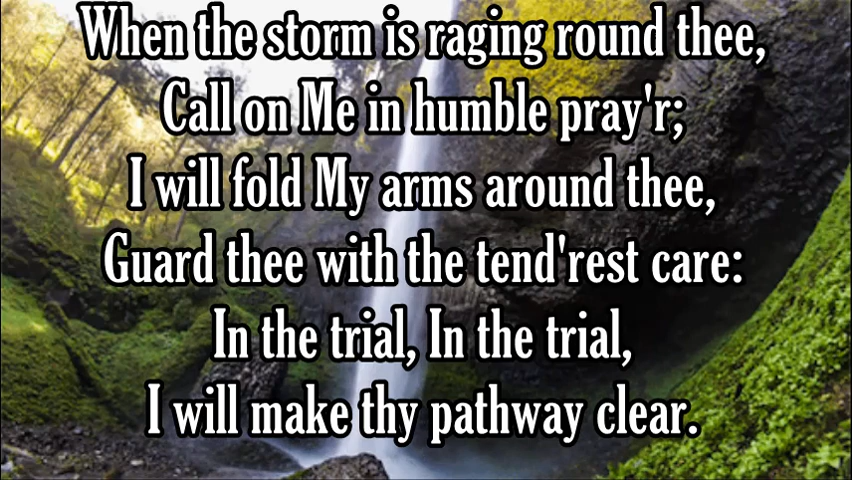 When the storm is raging round thee,
Call on Me in humble pray'r;
I will fold My arms around thee,
Guard thee with the tend'rest care:
In the trial, In the trial,
I will make thy pathway clear.